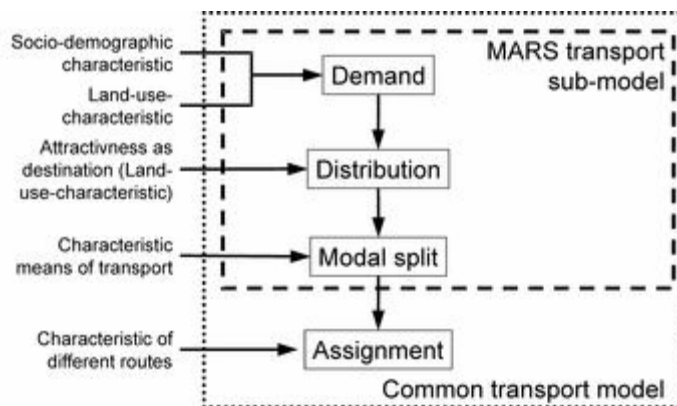 Socio-demographic
characteristic
Land-use-
characteristic
Attractivness as
destination (Land-
use-characteristic)
Characteristic
means of transport
Characteristic of
different routes
MARS transport
sub-model
Demand
Distribution
Modal split
Assignment
Common transport model